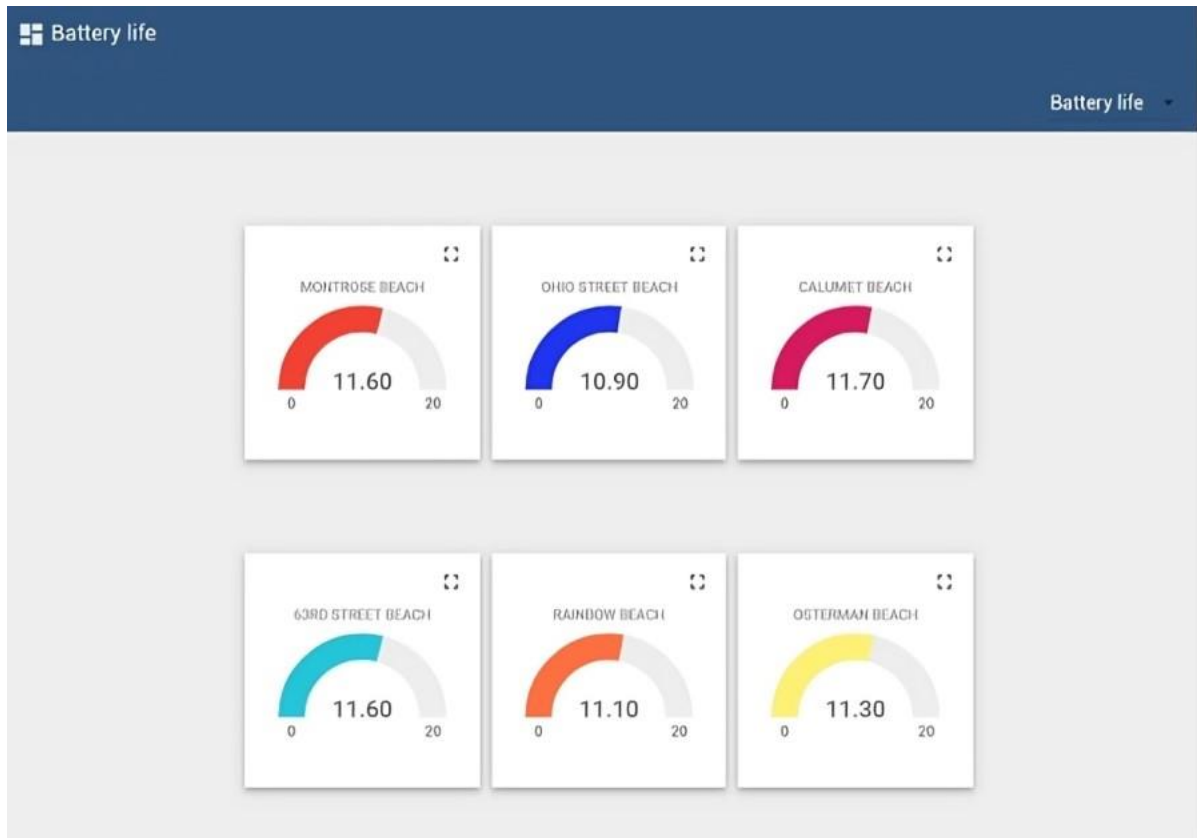 Battery life
Battery life
MONTROSE BEACH
11.60
0 20
OHIO STREET BEACH
10.90
0 20
CALUMET BEACH
11.70
0 20
63RD STREET BEACH
11.60
0 20
RAINBOW BEACH
11.10
0 20
OSTERMAN BEACH
11.30
0 20